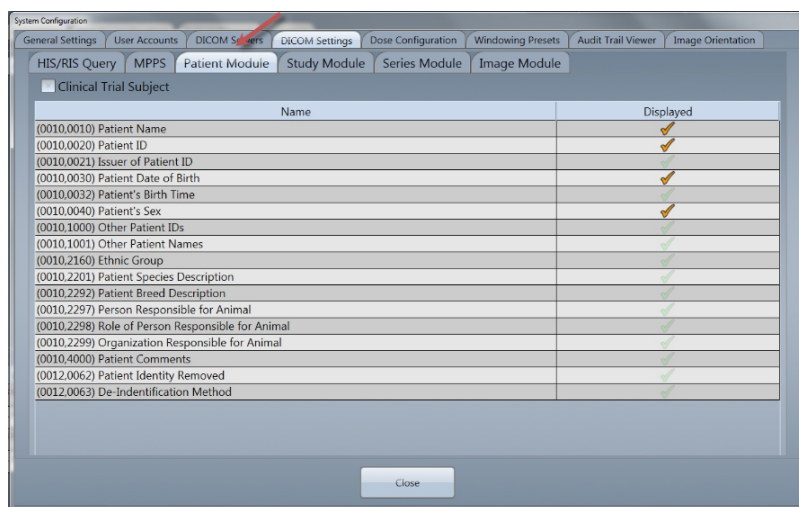 System Configuration
General Settings User Accounts DICOM Servers DICOM Settings Dose Configuration Windowing Presets Audit Trail Viewer Image Orientation
HIS/RIS Query MPPS Patient Module Study Module Series Module Image Module
Clinical Trial Subject
Name Displayed
(0010,0010) Patient Name
(0010,0020) Patient ID
(0010,0021) Issuer of Patient ID
(0010,0030) Patient Date of Birth
(0010,0032) Patient's Birth Time
(0010,0040) Patient's Sex
(0010,1000) Other Patient IDs
(0010,1001) Other Patient Names
(0010,2160) Ethnic Group
(0010,2201) Patient Species Description
(0010,2292) Patient Breed Description
(0010,2297) Person Responsible for Animal
(0010,2298) Role of Person Responsible for Animal
(0010,2299) Organization Responsible for Animal
(0010,4000) Patient Comments
(0012,0062) Patient Identity Removed
(0012,0063) De-Indentification Method
Close